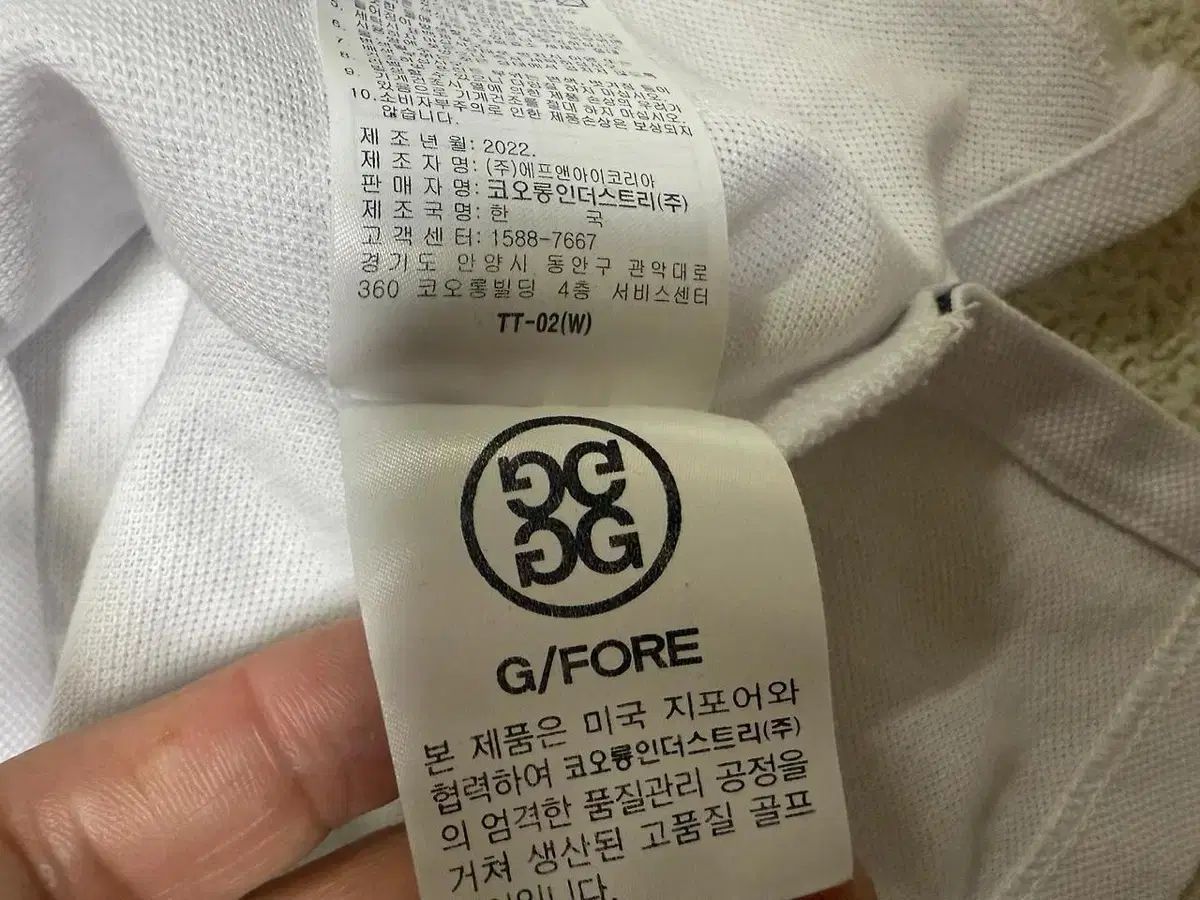 10. 소비자부주의로 인한 제품손상은 보상되지
않습니다.
제 조 년 월: 2022.
제 조 자 명: (주)에프앤아이코리아
판 매 자 명: 코오롱인더스트리(주)
제 조 국 명: 한 국
고 객 센 터: 1588-7667
경 기 도 안 양 시 동 안 구 관 악 대 로
360 코오롱빌딩 4층 서비스센터
TT-02(W)
G/FORE
본 제품은 미국 지포어와
협력하여 코오롱인더스트리(주)
의 엄격한 품질관리 공정을
거쳐 생산된 고품질 골프